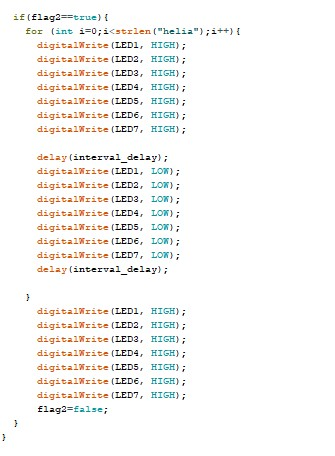 if(flag2==true){
for (int i=0;i<strlen("helia");i++){
digitalWrite(LED1, HIGH);
digitalWrite(LED2, HIGH);
digitalWrite(LED3, HIGH);
digitalWrite(LED4, HIGH);
digitalWrite(LED5, HIGH);
digitalWrite(LED6, HIGH);
digitalWrite(LED7, HIGH);
delay(interval_delay);
digitalWrite(LED1, LOW);
digitalWrite(LED2, LOW);
digitalWrite(LED3, LOW);
digitalWrite(LED4, LOW);
digitalWrite(LED5, LOW);
digitalWrite(LED6, LOW);
digitalWrite(LED7, LOW);
delay(interval_delay);
}
digitalWrite(LED1, HIGH);
digitalWrite(LED2, HIGH);
digitalWrite(LED3, HIGH);
digitalWrite(LED4, HIGH);
digitalWrite(LED5, HIGH);
digitalWrite(LED6, HIGH);
digitalWrite(LED7, HIGH);
flag2=false;
}
}